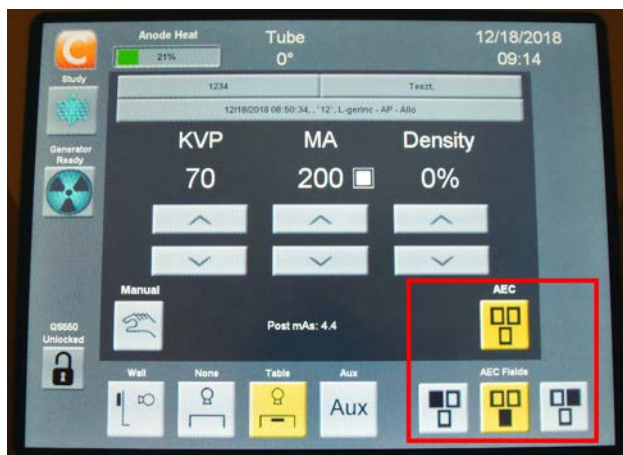 Anode Heat
21%
Tube
0°
12/18/2018
09:14
C
Study
1234
Teszt,
12/18/2018 08:50:34, , '12', L-gerinc - AP - Álló
Generator
Ready
KVP
MA
Density
70
200
0%
Manual
AEC
Post mAs: 4.4
QS550
Unlocked
Wall
None
Table
Aux
AEC Fields
Aux